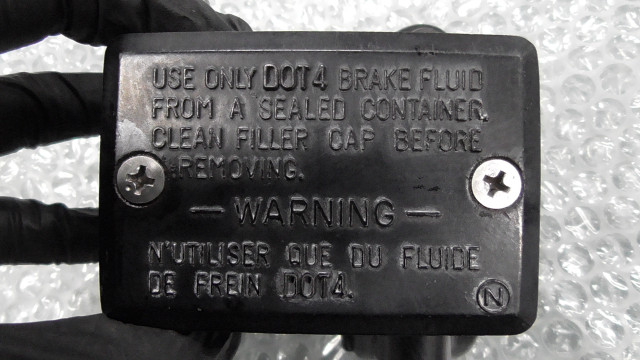 USE ONLY DOT4 BRAKE FLUID
FROM A SEALED CONTAINER.
CLEAN FILLER CAP BEFORE
REMOVING.
— WARNING —
N'UTILISER QUE DU FLUIDE
DE FREIN DOT4.
N